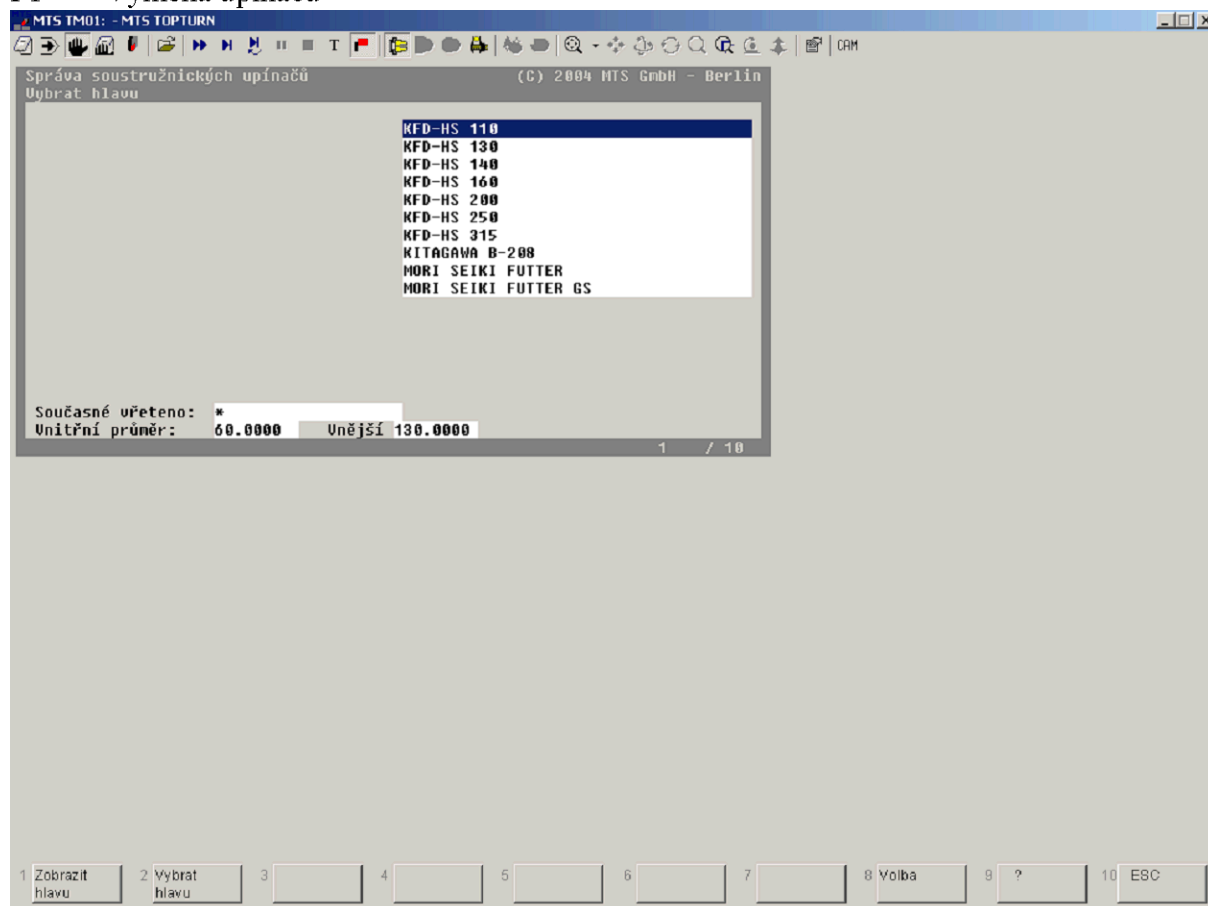 MTS TM01: - MTS TOPTURN
T CAM
Správa soustružnických upínačů (C) 2004 MTS GmbH - Berlin
Vybrat hlavu
KFD-HS 110
KFD-HS 130
KFD-HS 140
KFD-HS 160
KFD-HS 200
KFD-HS 250
KFD-HS 315
KITAGAWA B-208
MORI SEIKI FUTTER
MORI SEIKI FUTTER GS
Současné vřeteno: *
Vnitřní průměr: 60.0000 Vnější 130.0000
1 / 10
1 Zobrazit hlavu 2 Vybrat hlavu 3 4 5 6 7 8 Volba 9 ? 10 ESC